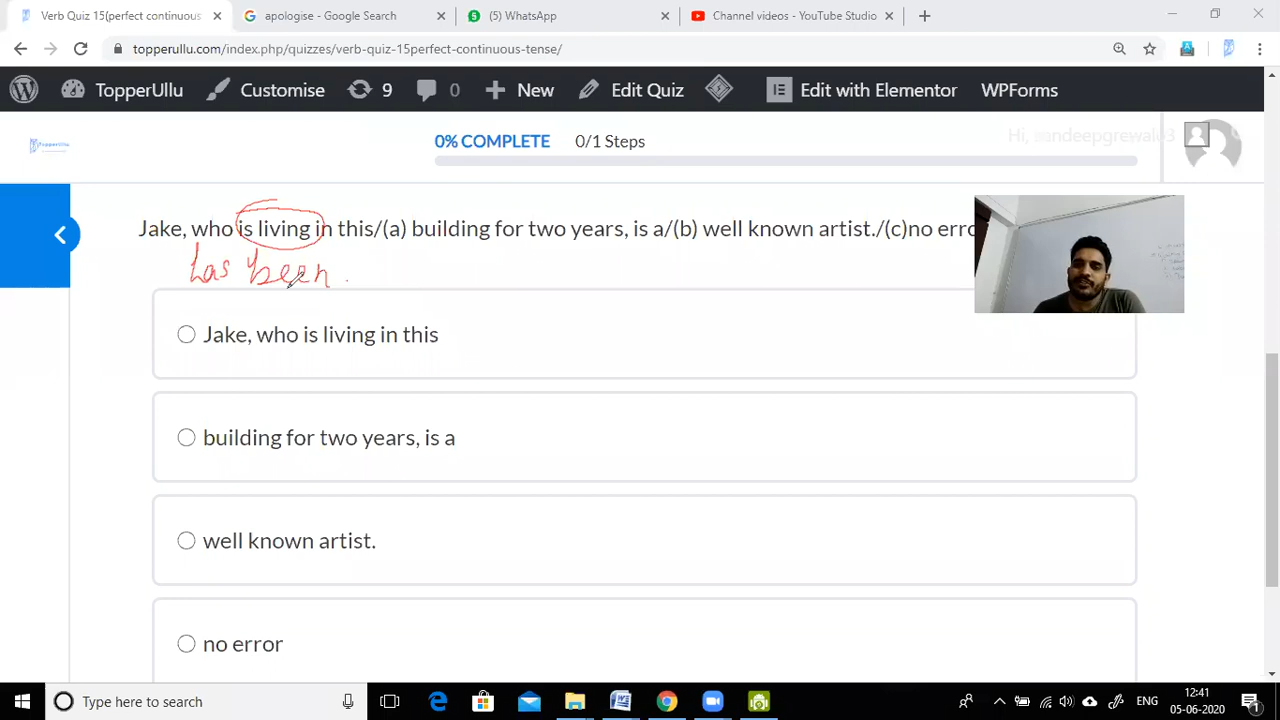 Verb Quiz 15(perfect continuous
apologise - Google Search
(5) WhatsApp
Channel videos - YouTube Studio
topperullu.com/index.php/quizzes/verb-quiz-15perfect-continuous-tense/
TopperUllu
Customise
9
0
New
Edit Quiz
Edit with Elementor
WPForms
TopperUllu
0% COMPLETE
0/1 Steps
Hi, sandeepgrewalv3
Jake, who is living in this/(a) building for two years, is a/(b) well known artist./(c)no erro
has been.
Jake, who is living in this
building for two years, is a
well known artist.
no error
Type here to search
ENG
12:41
05-06-2020
1